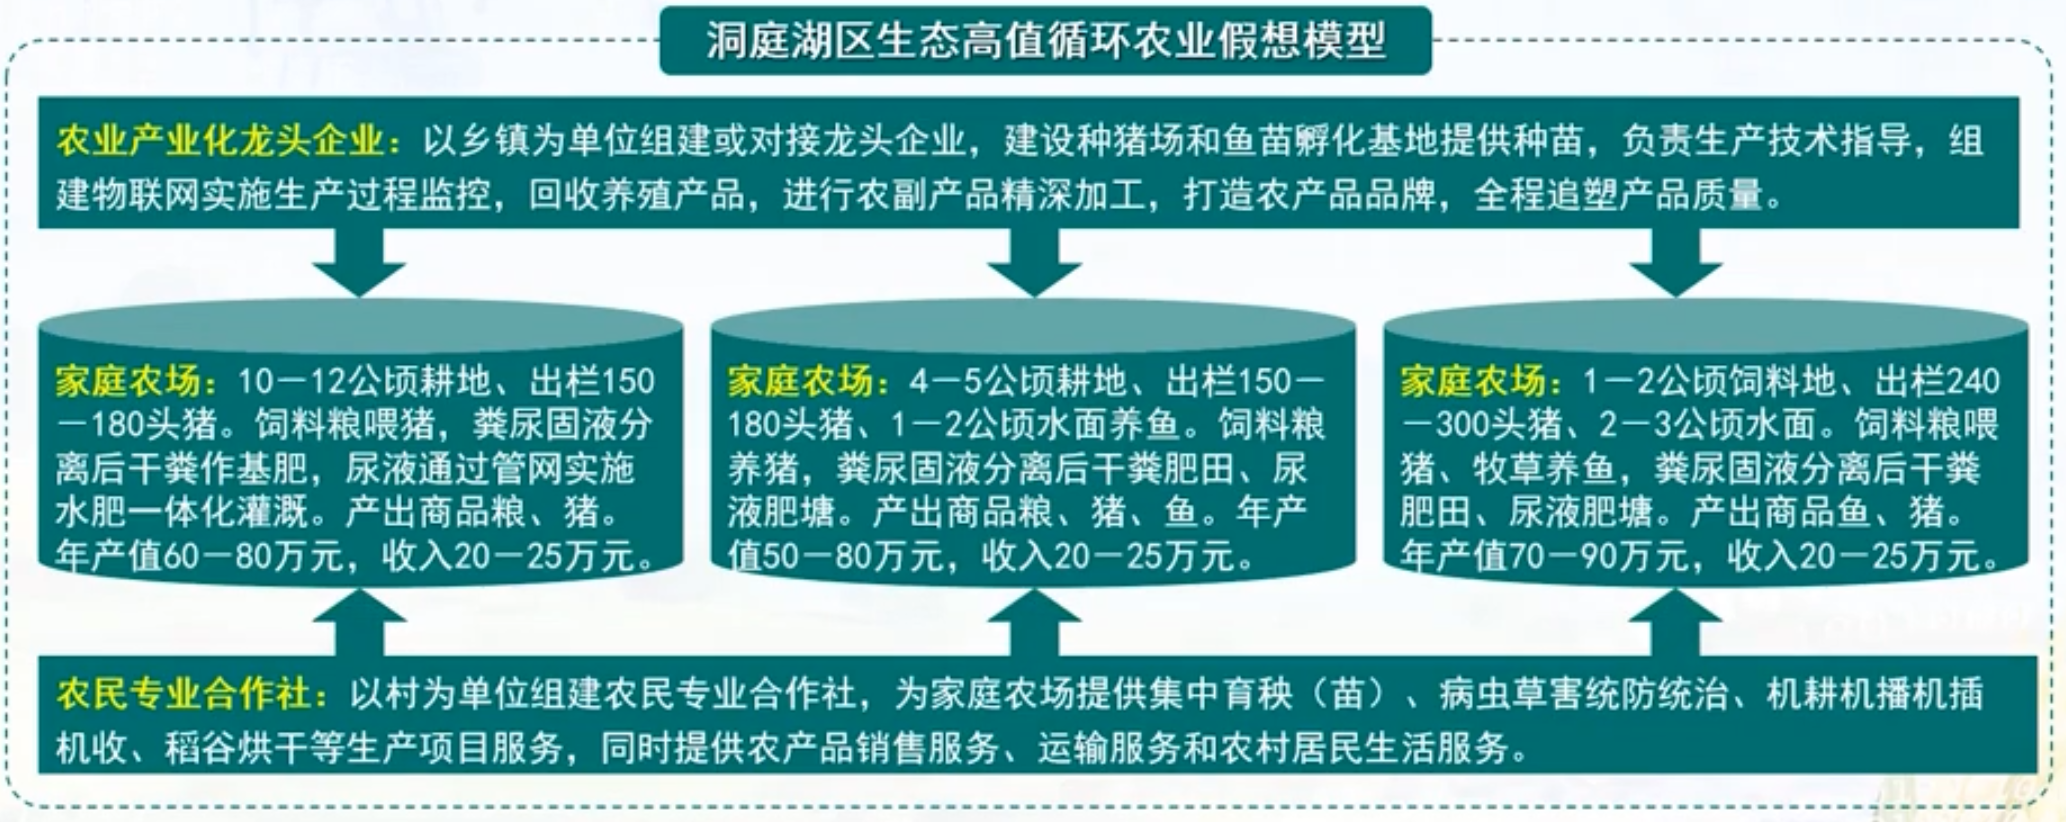 洞庭湖区生态高值循环农业假想模型
农业产业化龙头企业：以乡镇为单位组建或对接龙头企业，建设种猪场和鱼苗孵化基地提供种苗，负责生产技术指导，组
建物联网实施生产过程监控，回收养殖产品，进行农副产品精深加工，打造农产品品牌，全程追塑产品质量。
家庭农场：10－12公顷耕地、出栏150
－180头猪。饲料粮喂猪，粪尿固液分
离后干粪作基肥，尿液通过管网实施
水肥一体化灌溉。产出商品粮、猪。
年产值60－80万元，收入20－25万元。
家庭农场：4－5公顷耕地、出栏150－
180头猪、1－2公顷水面养鱼。饲料粮
养猪，粪尿固液分离后干粪肥田、尿
液肥塘。产出商品粮、猪、鱼。年产
值50－80万元，收入20－25万元。
家庭农场：1－2公顷饲料地、出栏240
－300头猪、2－3公顷水面。饲料粮喂
猪、牧草养鱼，粪尿固液分离后干粪
肥田、尿液肥塘。产出商品鱼、猪。
年产值70－90万元，收入20－25万元。
农民专业合作社：以村为单位组建农民专业合作社，为家庭农场提供集中育秧（苗）、病虫草害统防统治、机耕机播机插
机收、稻谷烘干等生产项目服务，同时提供农产品销售服务、运输服务和农村居民生活服务。